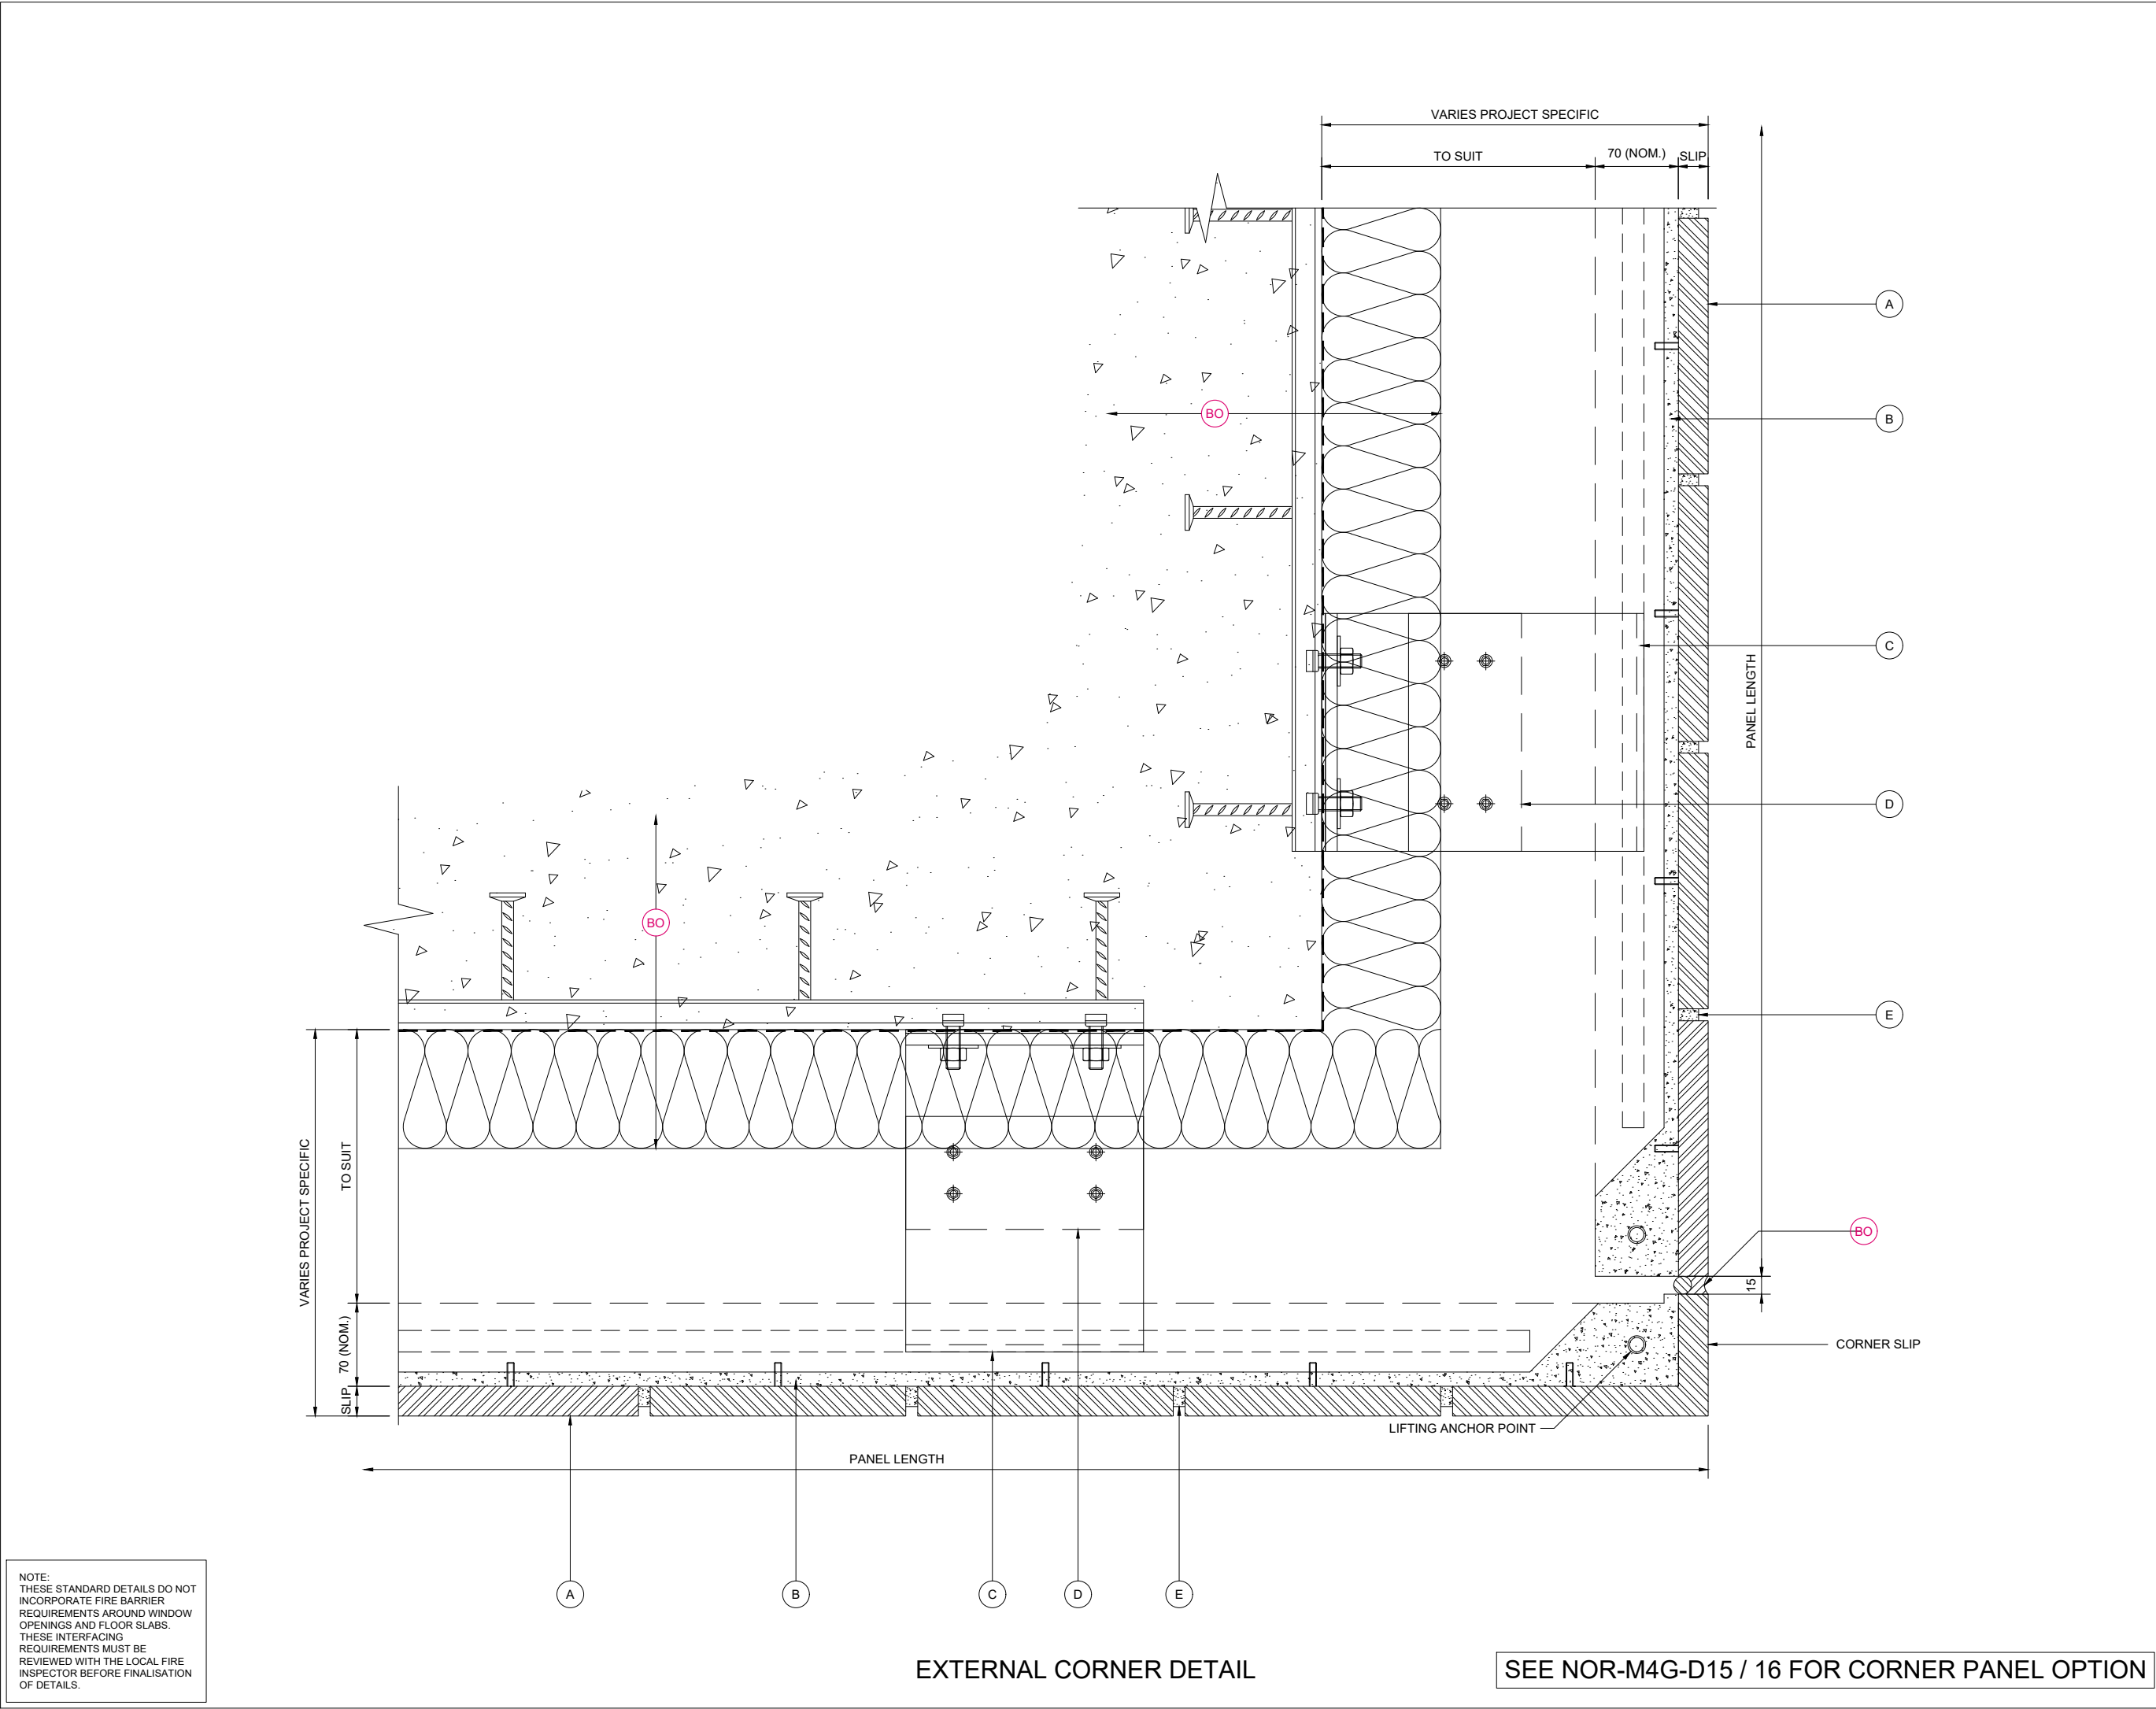 VARIES PROJECT SPECIFIC
TO SUIT
70 (NOM.)
SLIP
A
BO
B
C
PANEL LENGTH
D
BO
E
VARIES PROJECT SPECIFIC
TO SUIT
BO
15
70 (NOM.)
CORNER SLIP
SLIP
LIFTING ANCHOR POINT
PANEL LENGTH
A
B
C
D
E
NOTE:
THESE STANDARD DETAILS DO NOT
INCORPORATE FIRE BARRIER
REQUIREMENTS AROUND WINDOW
OPENINGS AND FLOOR SLABS.
THESE INTERFACING
REQUIREMENTS MUST BE
REVIEWED WITH THE LOCAL FIRE
INSPECTOR BEFORE FINALISATION
OF DETAILS.
EXTERNAL CORNER DETAIL
SEE NOR-M4G-D15 / 16 FOR CORNER PANEL OPTION